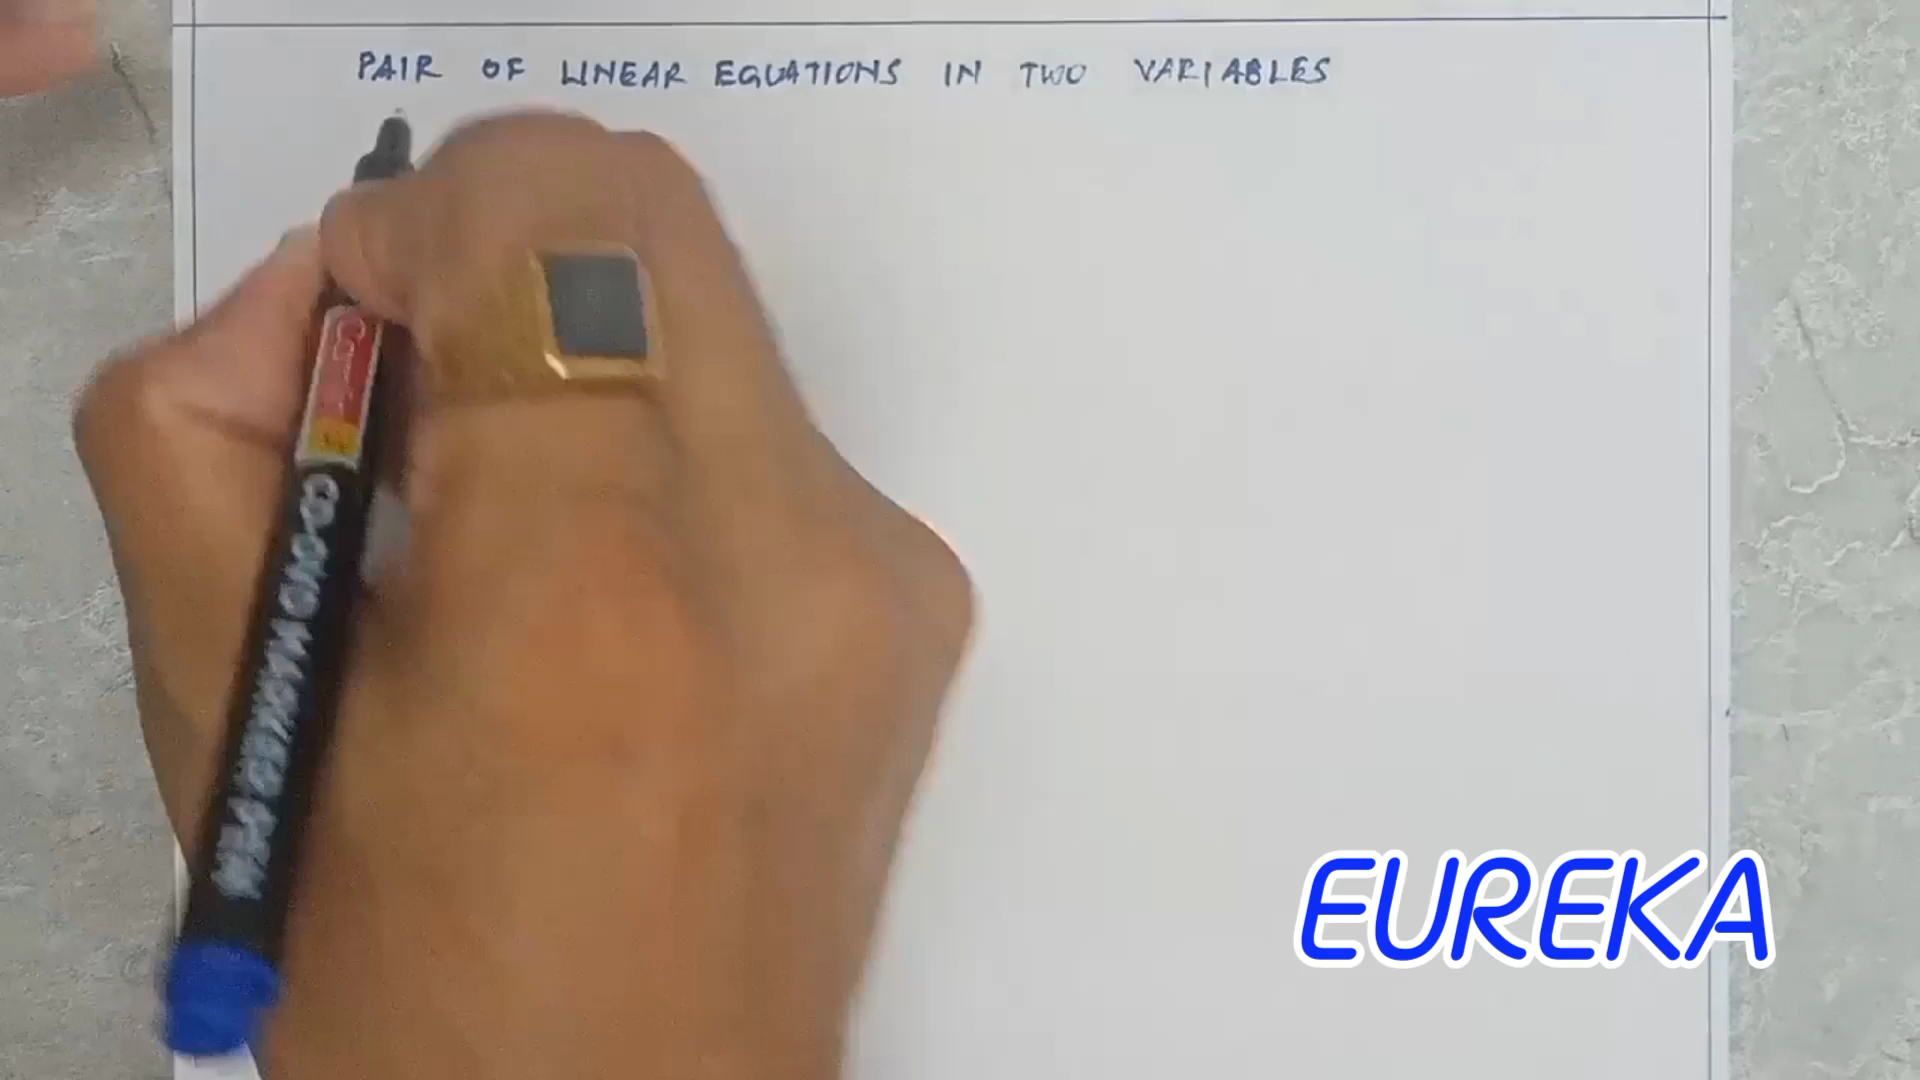 PAIR OF LINEAR EQUATIONS IN TWO VARIABLES
EUREKA